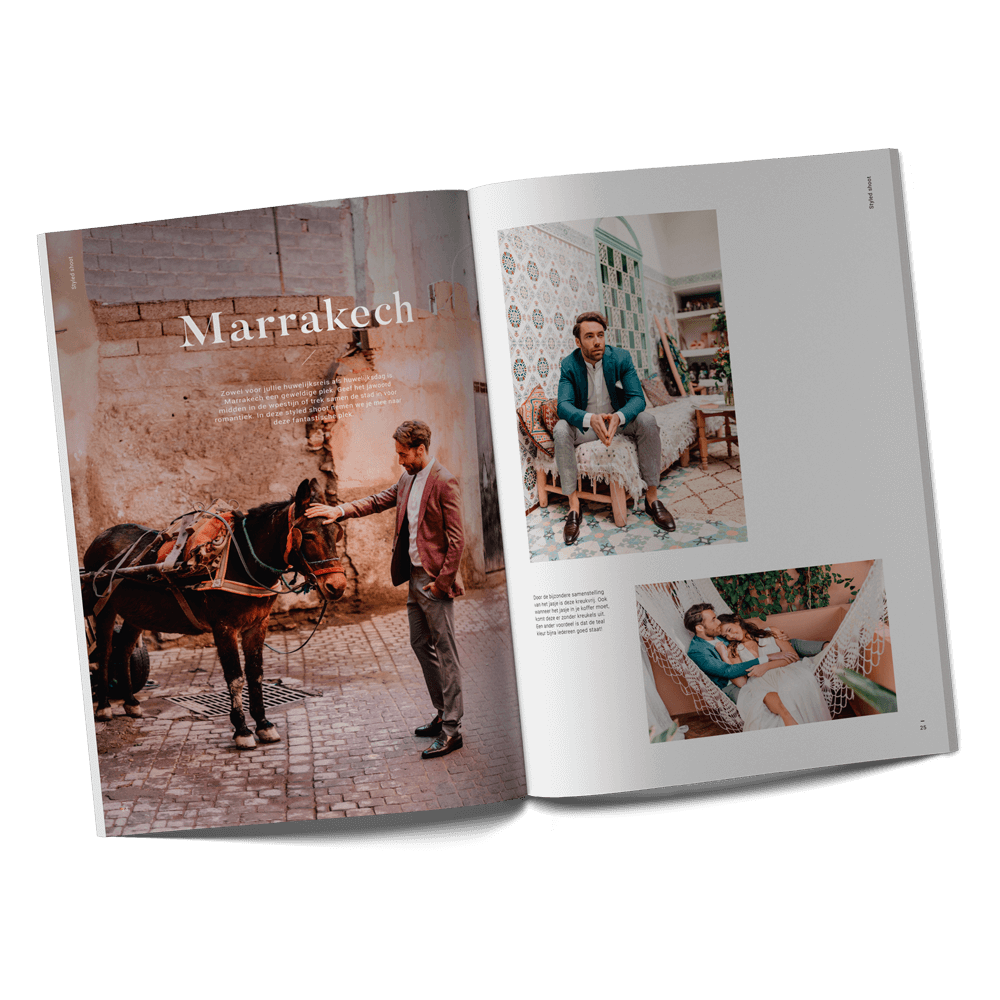 Styled shoot
Marrakech
Zowel voor jullie huwelijksreis als huwelijksdag is
Marrakech een geweldige plek. Geef het jawoord
midden in de woestijn of trek samen de stad in voor
romantiek. In deze styled shoot nemen we je mee naar
deze fantastische plek.
Styled shoot
Door de bijzondere samenstelling
van het jasje is deze kreukvrij. Ook
wanneer het jasje in je koffer moet,
komt deze er zonder kreukels uit.
Een ander voordeel is dat de teal
kleur bijna iedereen goed staat!
25